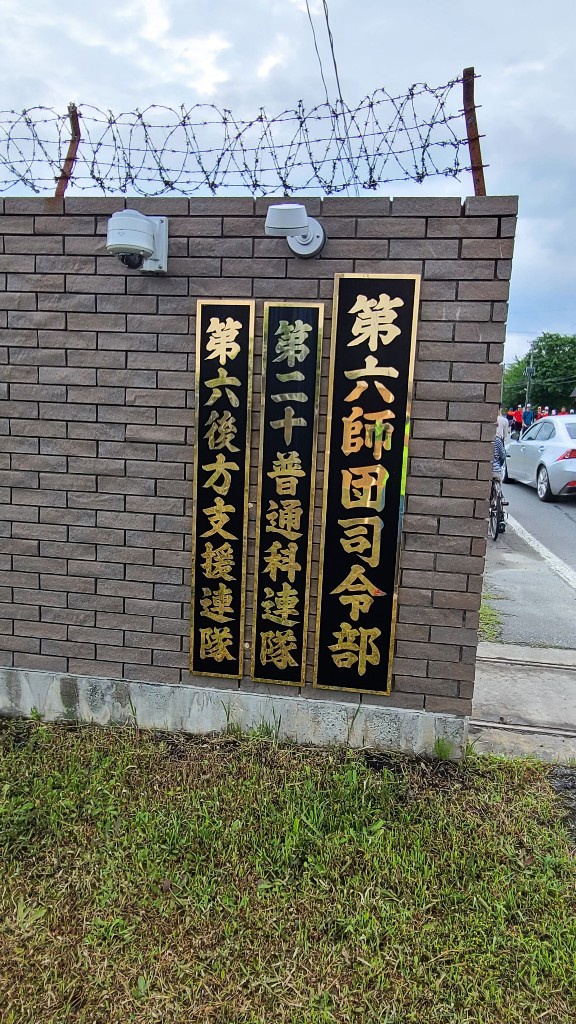 第六師団司令部
第二十普通科連隊
第六後方支援連隊